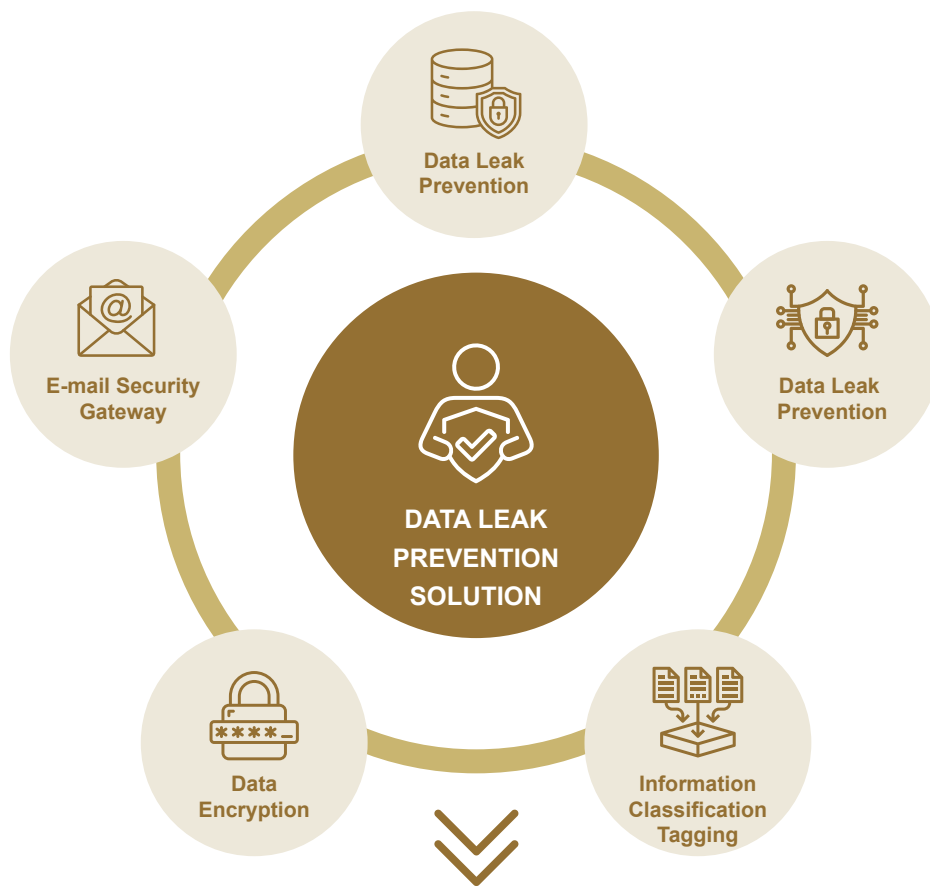 Data Leak
Prevention
E-mail Security
Gateway
@
Data Leak
Prevention
DATA LEAK
PREVENTION
SOLUTION
****_
Data
Encryption
Information
Classification
Tagging